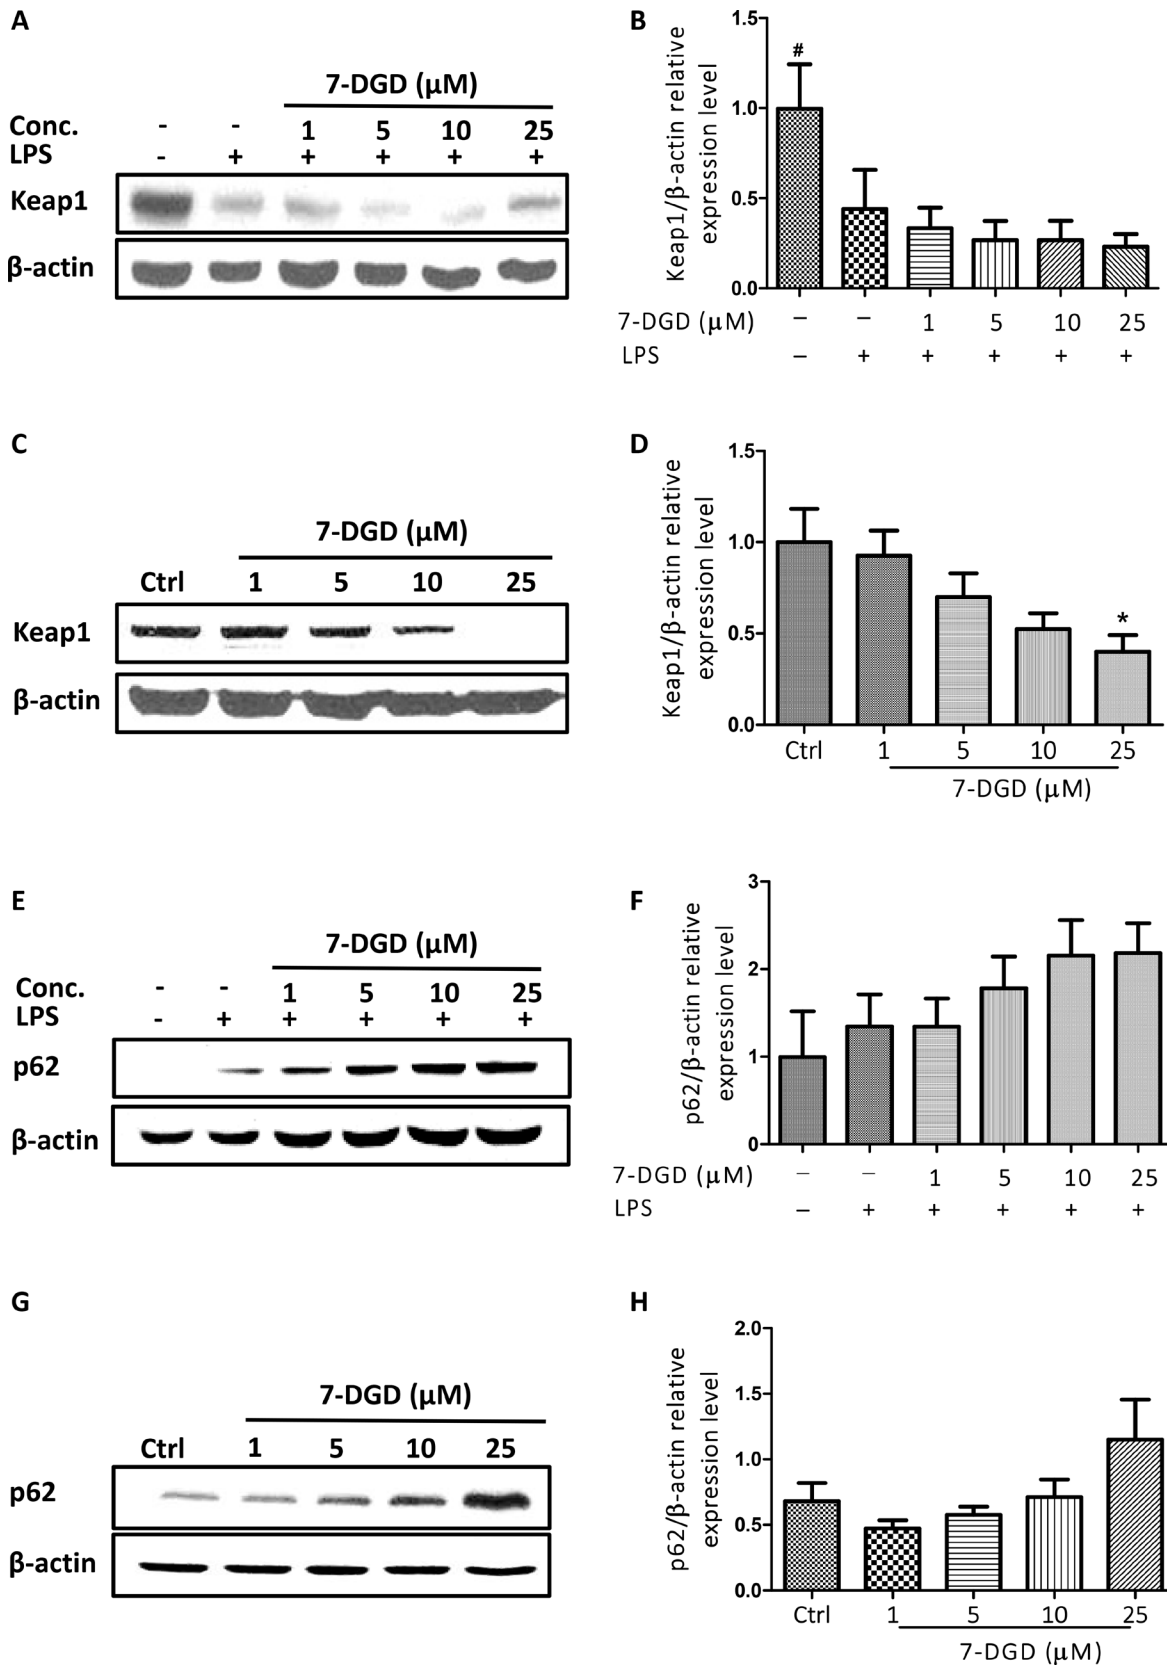 A
7-DGD (μM)
Conc. - - 1 5 10 25
LPS - + + + + +
Keap1
β-actin
B
Keap1/β-actin relative
expression level
1.5
1.0
0.5
0.0
#
7-DGD (μM) – – 1 5 10 25
LPS – + + + + +
C
7-DGD (μM)
Ctrl 1 5 10 25
Keap1
β-actin
D
Keap1/β-actin relative
expression level
1.5
1.0
0.5
0.0
*
Ctrl 1 5 10 25
7-DGD (μM)
E
7-DGD (μM)
Conc. - - 1 5 10 25
LPS - + + + + +
p62
β-actin
F
p62/β-actin relative
expression level
3
2
1
0
7-DGD (μM) – – 1 5 10 25
LPS – + + + + +
G
7-DGD (μM)
Ctrl 1 5 10 25
p62
β-actin
H
p62/β-actin relative
expression level
2.0
1.5
1.0
0.5
0.0
Ctrl 1 5 10 25
7-DGD (μM)